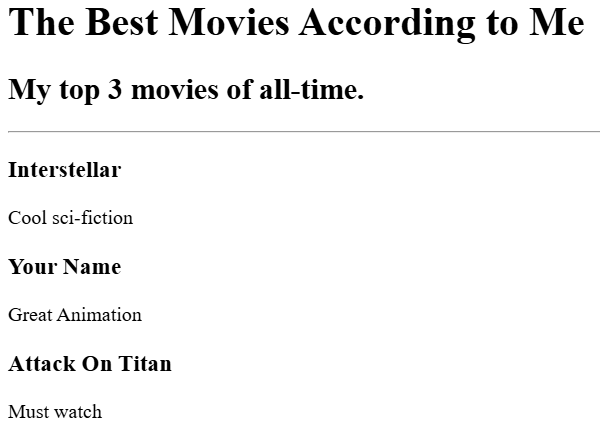 The Best Movies According to Me
My top 3 movies of all-time.
Interstellar
Cool sci-fiction
Your Name
Great Animation
Attack On Titan
Must watch